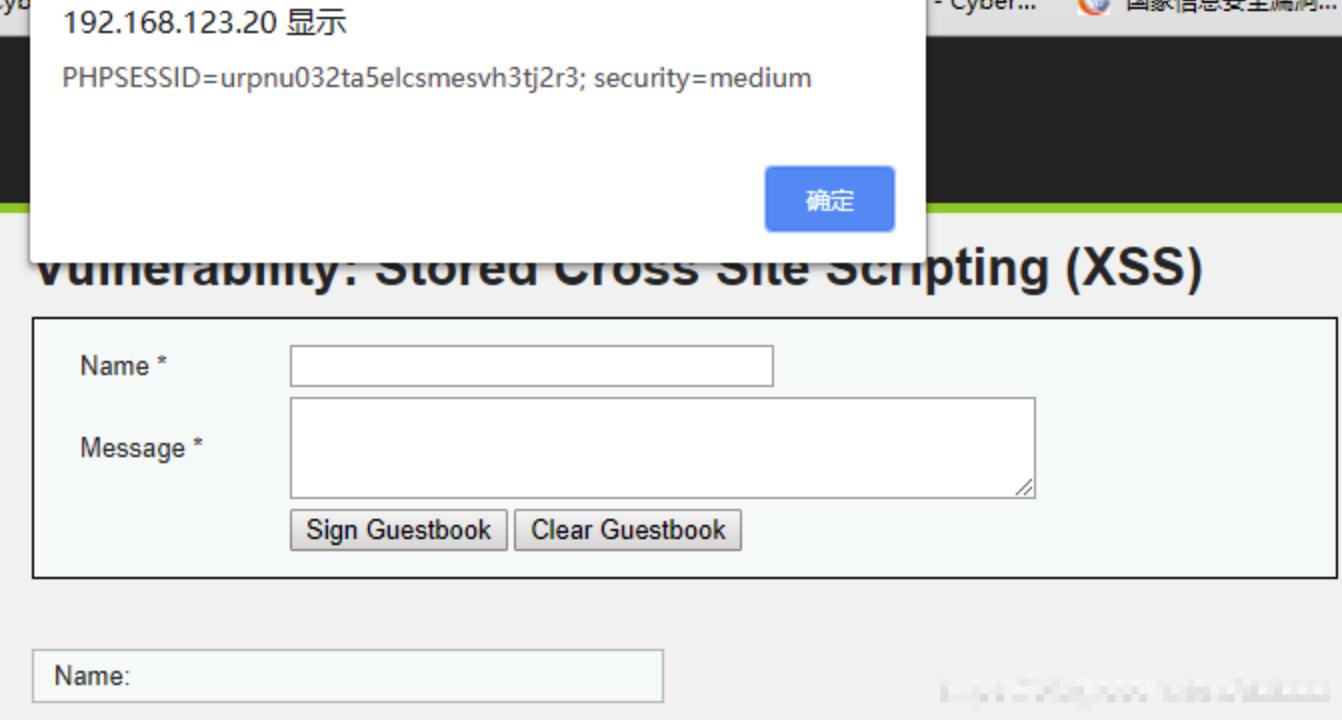 - Cyber...
192.168.123.20 显示
PHPSESSID=urpnu032ta5elcsmesvh3tj2r3; security=medium
确定
Vulnerability: Stored Cross Site Scripting (XSS)
Name *
Message *
Sign Guestbook Clear Guestbook
Name: